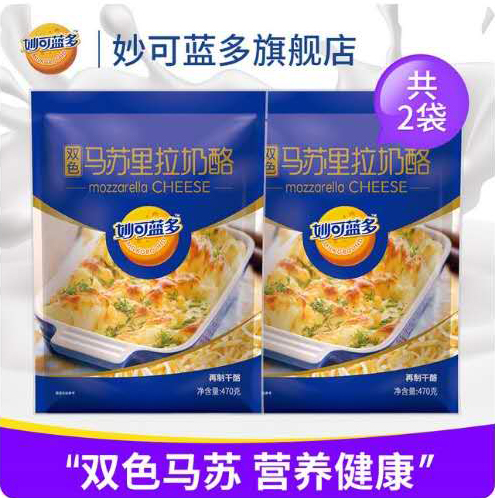 妙可蓝多
妙可蓝多旗舰店
共
2袋
双色
马苏里拉奶酪
mozzarella CHEESE
妙可蓝多
再制干酪
净含量:470克
双色
马苏里拉奶酪
mozzarella CHEESE
妙可蓝多
再制干酪
净含量:470克
“双色马苏 营养健康”